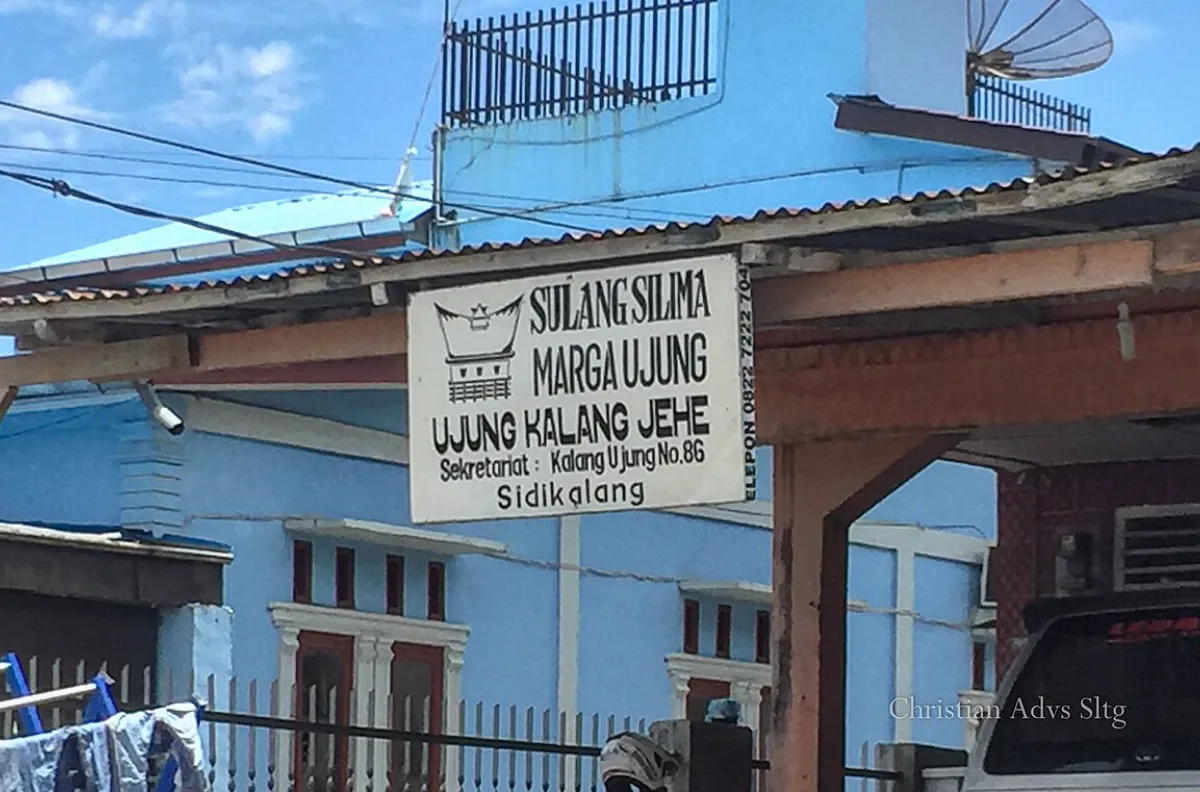 SULANG SILIMA
MARGA UJUNG
UJUNG KALANG JEHE
Sekretariat : Kalang Ujung No.86
Sidikalang
ELEPON 0822 7222 704
Christian Advs Sltg